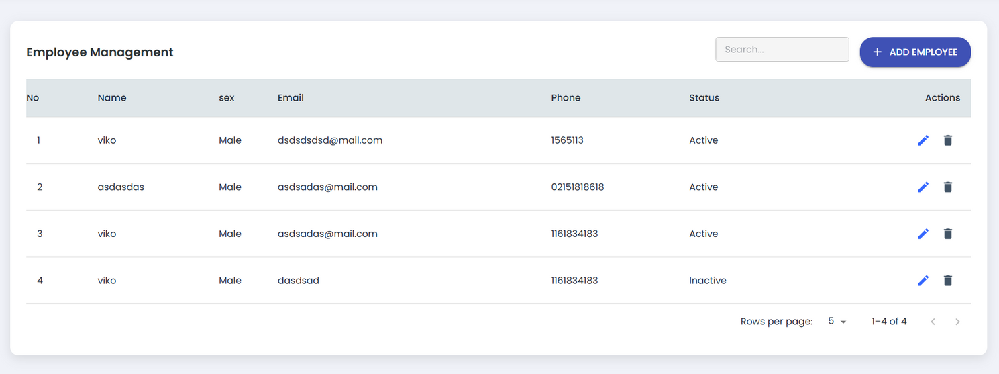 Employee Management
Search...
+ ADD EMPLOYEE
No Name sex Email Phone Status Actions
1 viko Male dsdsdsdsd@mail.com 1565113 Active
2 asdasdas Male asdsadas@mail.com 02151818618 Active
3 viko Male asdsadas@mail.com 1161834183 Active
4 viko Male dasdsad 1161834183 Inactive
Rows per page: 5 1–4 of 4